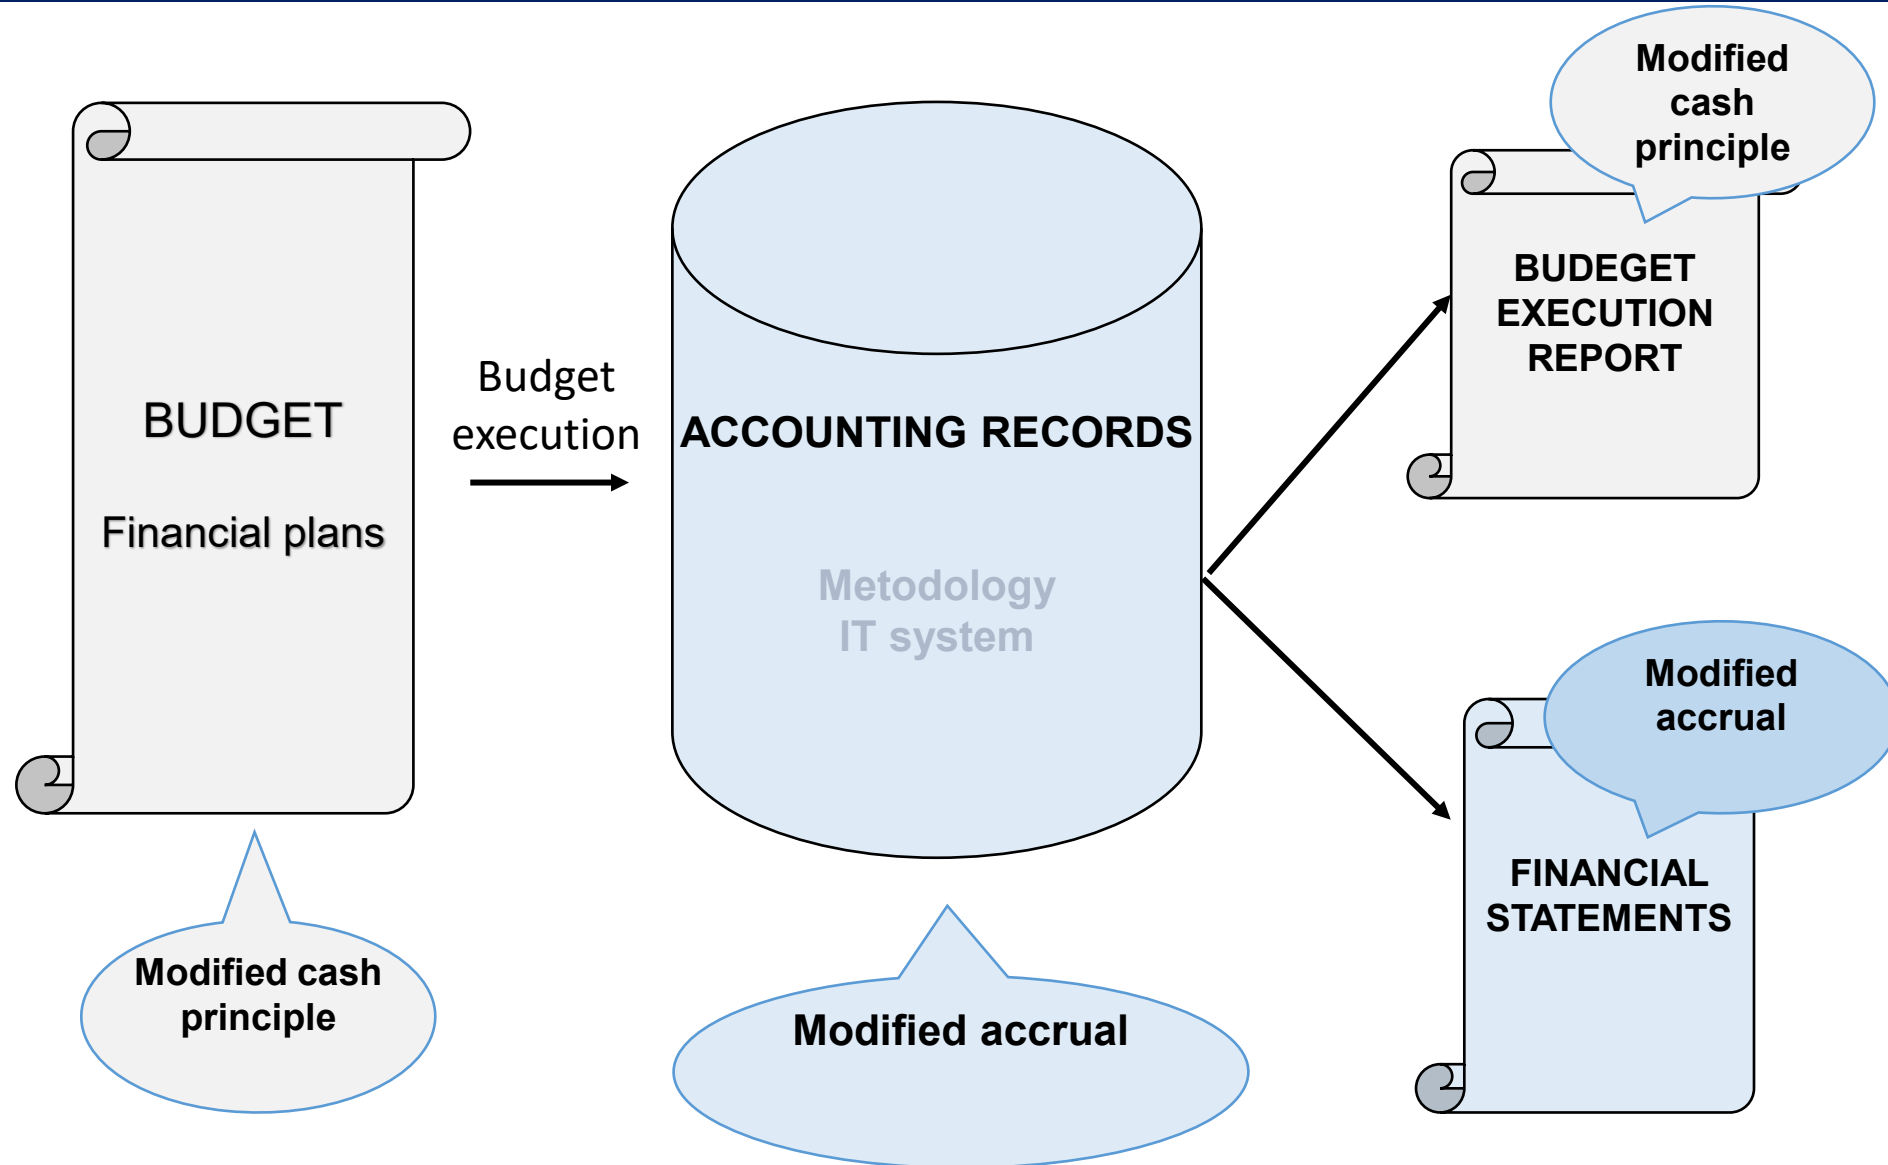 BUDGET
Financial plans
Modified cash
principle
Budget
execution
ACCOUNTING RECORDS
Metodology
IT system
Modified accrual
Modified
cash
principle
BUDEGET
EXECUTION
REPORT
Modified
accrual
FINANCIAL
STATEMENTS